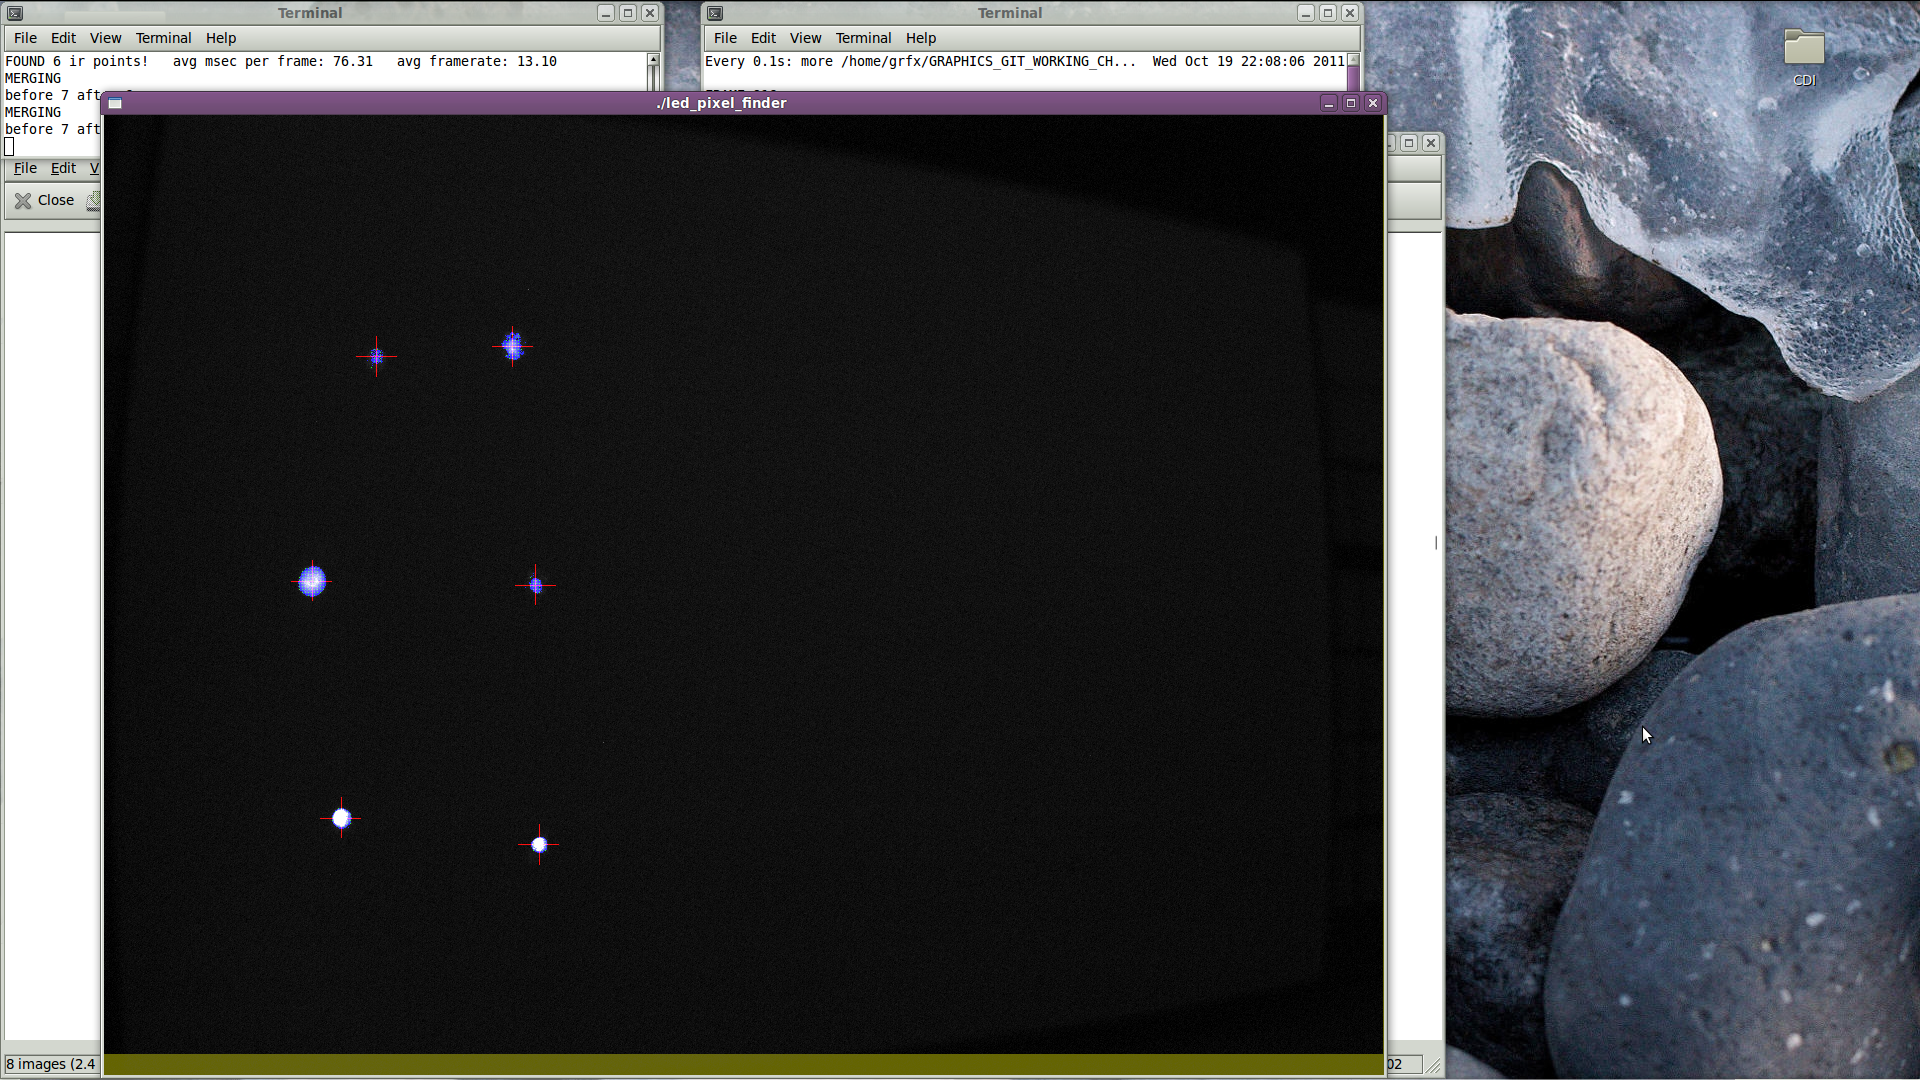 Terminal
File Edit View Terminal Help
FOUND 6 ir points!   avg msec per frame: 76.31   avg framerate: 13.10
MERGING
before 7 aft
MERGING
before 7 aft
Terminal
File Edit View Terminal Help
Every 0.1s: more /home/grfx/GRAPHICS_GIT_WORKING_CH...  Wed Oct 19 22:08:06 2011
./led_pixel_finder
File Edit V
Close
8 images (2.4
02
CDI